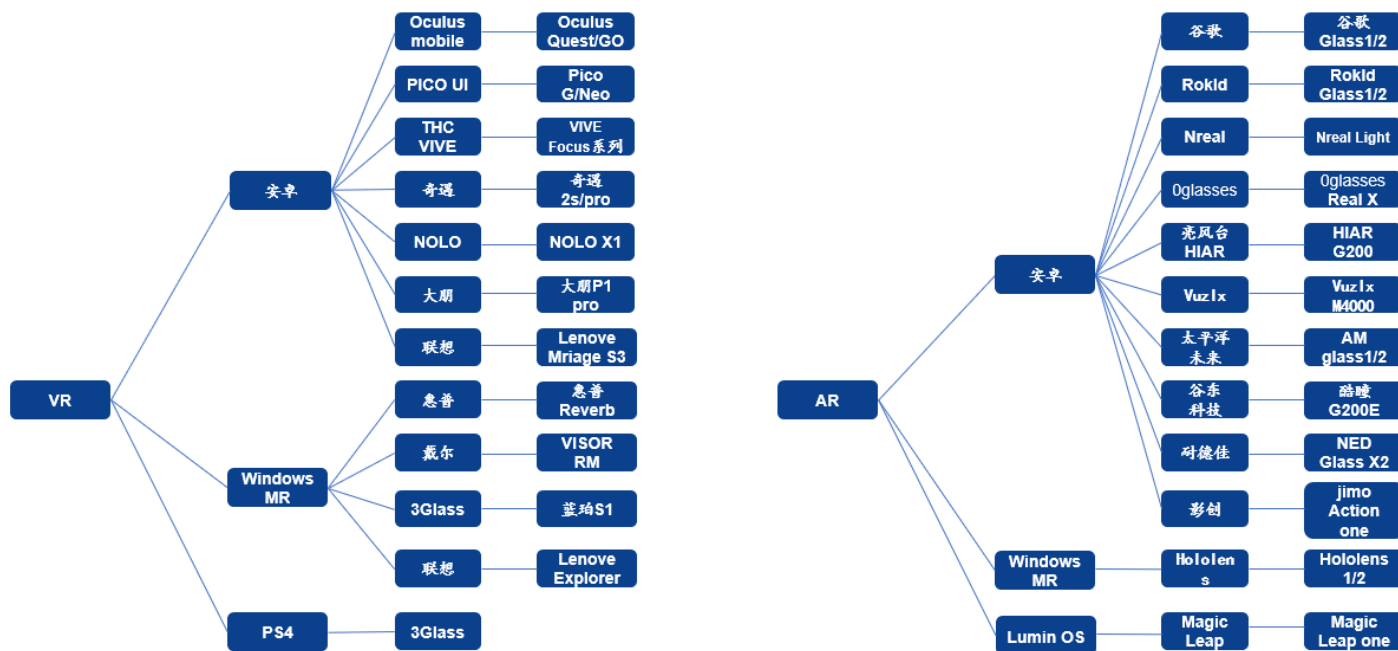 VR
安卓
Oculus
mobile
Oculus
Quest/GO
PICO UI
Pico
G/Neo
THC
VIVE
VIVE
Focus系列
奇遇
奇遇
2s/pro
NOLO
NOLO X1
大朋
大朋P1
pro
联想
Lenove
Mriage S3
Windows
MR
惠普
惠普
Reverb
戴尔
VISOR
RM
3Glass
蓝珀S1
联想
Lenove
Explorer
PS4
3Glass
AR
安卓
谷歌
谷歌
Glass1/2
RokId
RokId
Glass1/2
Nreal
Nreal Light
0glasses
0glasses
Real X
亮风台
HIAR
HIAR
G200
VuzIx
VuzIx
M4000
太平洋
未来
AM
glass1/2
谷东
科技
酷瞳
G200E
耐德佳
NED
Glass X2
影创
jimo
Action
one
Windows
MR
Hololen
s
Hololens
1/2
Lumin OS
Magic
Leap
Magic
Leap one